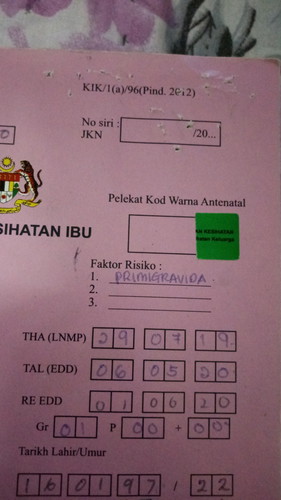 KIK/1(a)/96(Pind. 2012)
No siri :
JKN /20...
0
Pelekat Kod Warna Antenatal
SIHATAN IBU
Faktor Risiko :
1. PRIMIGRAVIDA
2.
3.
THA (LNMP) 29 07 19
TAL (EDD) 06 05 20
RE EDD 01 06 20
Gr 01 P 00 + 00
Tarikh Lahir/Umur
16 01 97 / 22